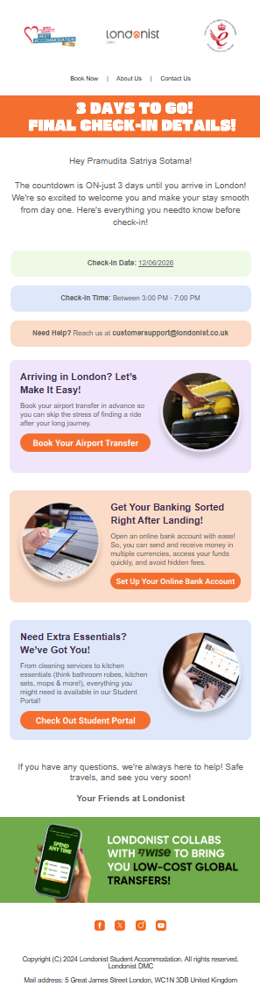 BEST
ACCOMMODATION
londonist
DMC
Book Now | About Us | Contact Us
3 DAYS TO GO!
FINAL CHECK-IN DETAILS!
Hey Pramudita Satriya Sotama!
The countdown is ON-just 3 days until you arrive in London!
We're so excited to welcome you and make your stay smooth
from day one. Here's everything you needto know before
check-in!
Check-in Date: 12/06/2026
Check-in Time: Between 3:00 PM - 7:00 PM
Need Help? Reach us at customersupport@londonist.co.uk
Arriving in London? Let's
Make It Easy!
Book your airport transfer in advance so
you can skip the stress of finding a ride
after your long journey.
Book Your Airport Transfer
Get Your Banking Sorted
Right After Landing!
Open an online bank account with ease!
So, you can send and receive money in
multiple currencies, access your funds
quickly, and avoid hidden fees.
Set Up Your Online Bank Account
Need Extra Essentials?
We've Got You!
From cleaning services to kitchen
essentials (think bathroom robes, kitchen
sets, mops & more!), everything you
might need is available in our Student
Portal!
Check Out Student Portal
If you have any questions, we're always here to help! Safe
travels, and see you very soon!
Your Friends at Londonist
SPEND
ANY TIME
LONDONIST COLLABS
WITH WISE TO BRING
YOU LOW-COST GLOBAL
TRANSFERS!
Copyright (C) 2024 Londonist Student Accommodation. All rights reserved.
Londonist DMC
Mail address: 5 Great James Street London, WC1N 3DB United Kingdom